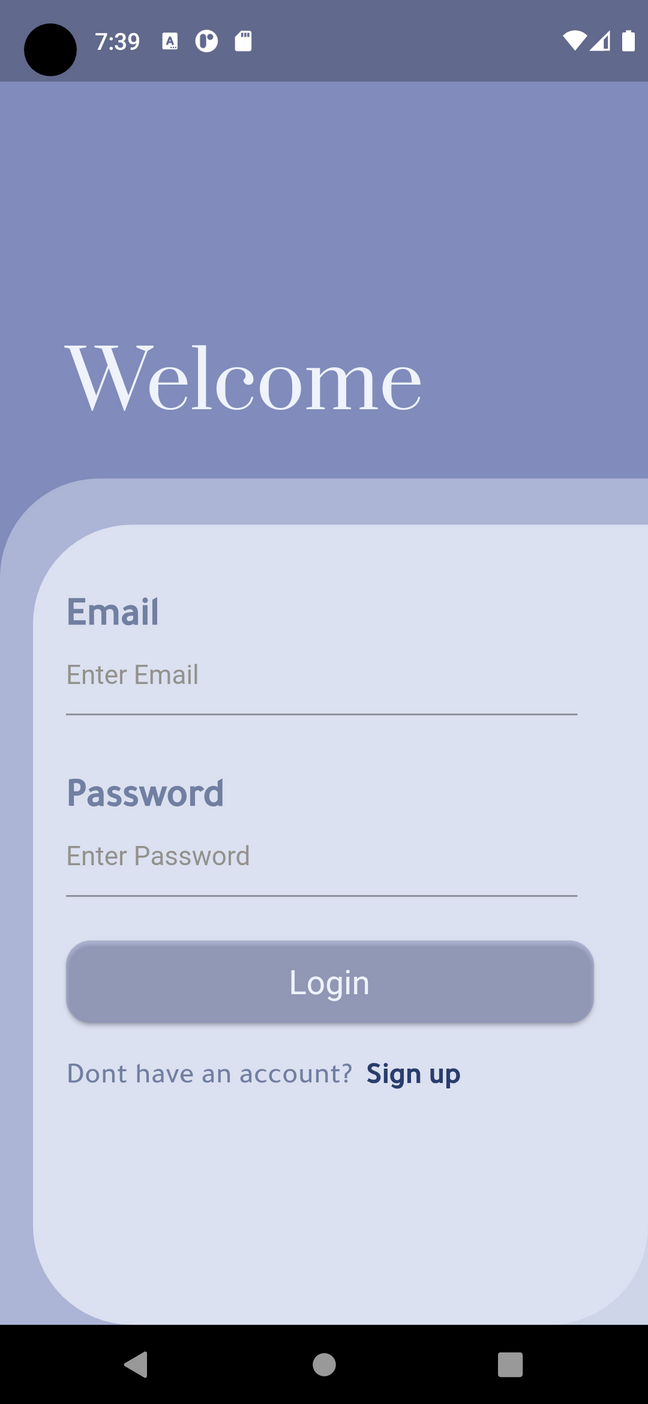 7:39
Welcome
Email
Enter Email
Password
Enter Password
Login
Dont have an account? Sign up